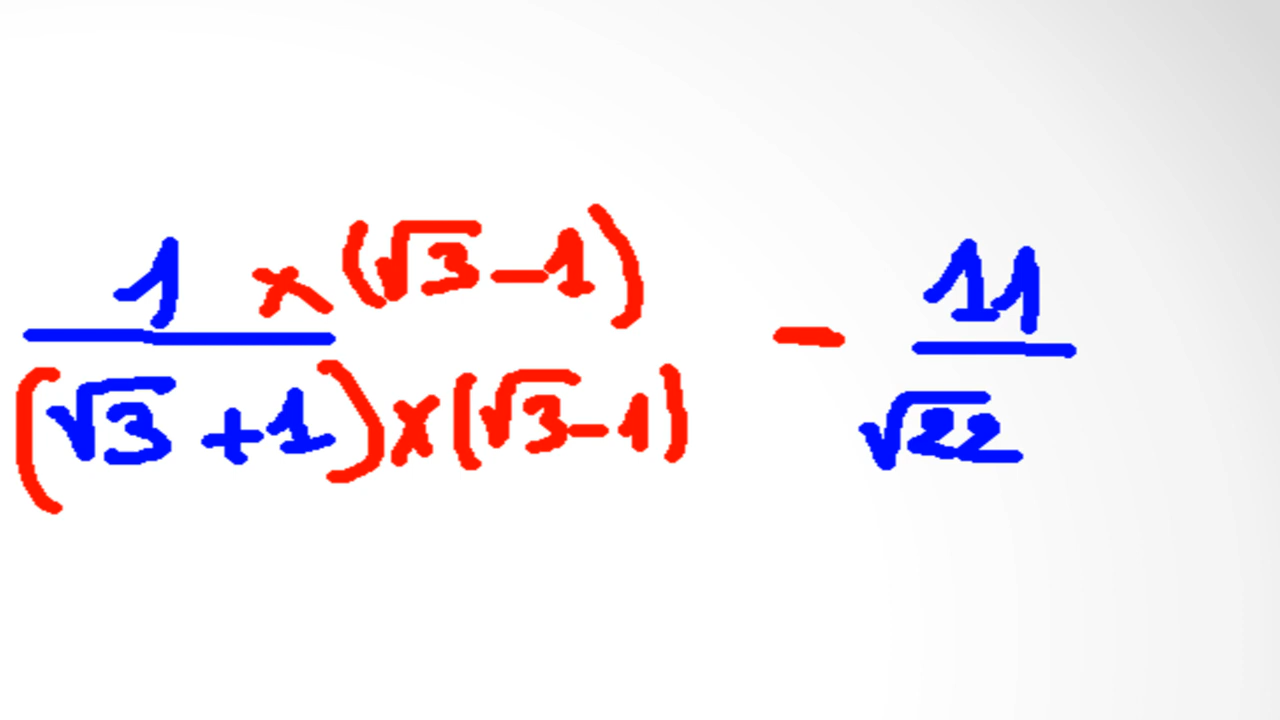 1 × (√3 – 1) – 11
(√3 + 1) × (√3 – 1) √22